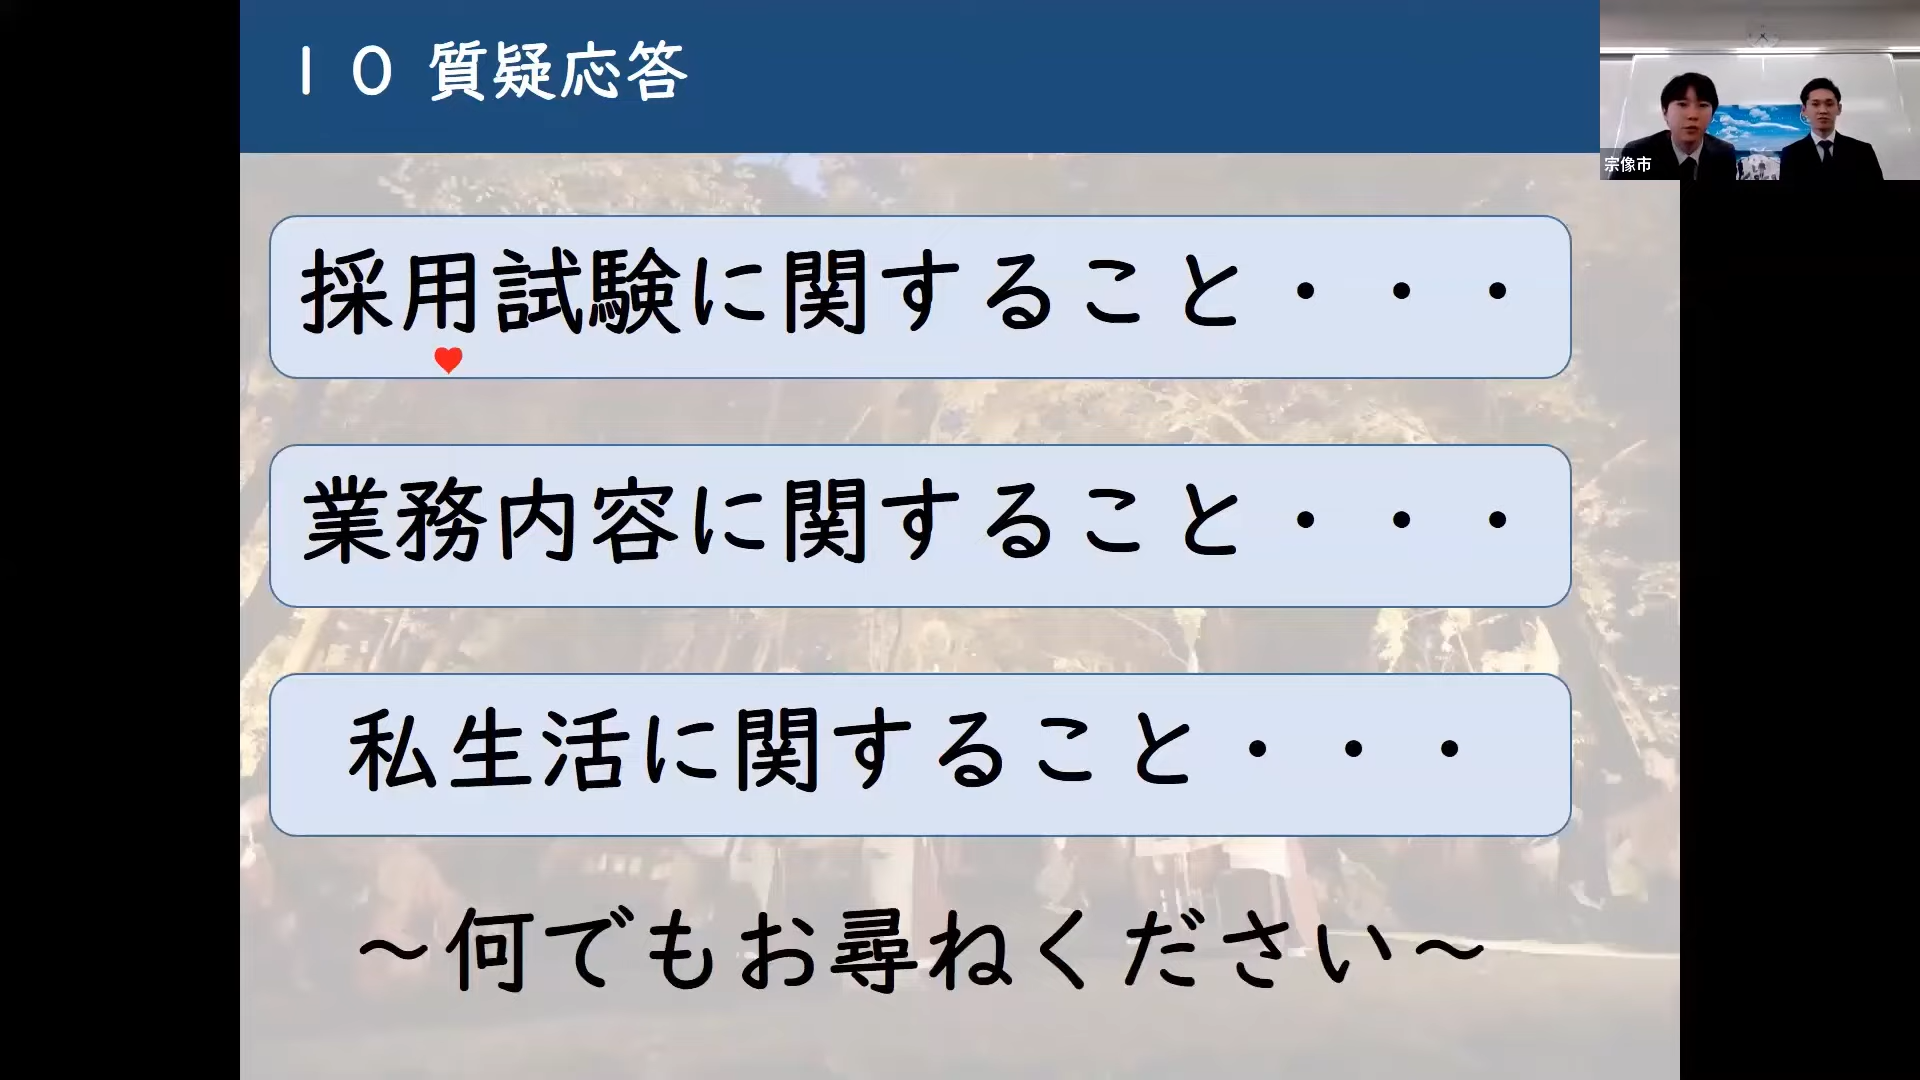 １０ 質疑応答
宗像市
採用試験に関すること・・・
業務内容に関すること・・・
私生活に関すること・・・
～何でもお尋ねください～